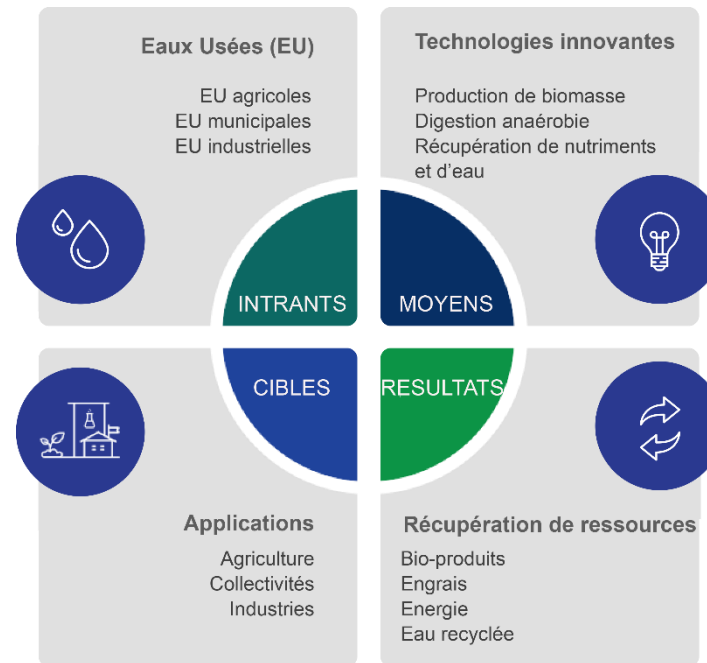 Eaux Usées (EU)
EU agricoles
EU municipales
EU industrielles
INTRANTS
Technologies innovantes
Production de biomasse
Digestion anaérobie
Récupération de nutriments
et d'eau
MOYENS
CIBLES
Applications
Agriculture
Collectivités
Industries
RESULTATS
Récupération de ressources
Bio-produits
Engrais
Energie
Eau recyclée